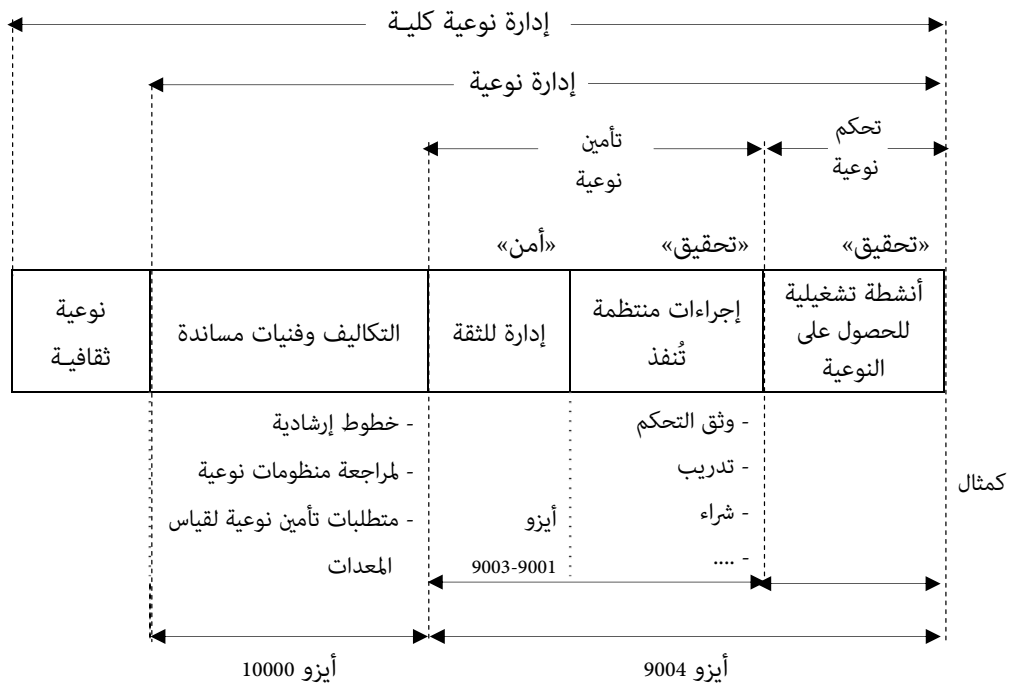 إدارة نوعية كليـة
إدارة نوعية
تحكم
نوعية
تأمين
نوعية
«تحقيق»
«تحقيق»
«أمن»
أنشطة تشغيلية
للحصول على
النوعية
إجراءات منتظمة
تُنفذ
إدارة للثقة
التكاليف وفنيات مساندة
نوعية
ثقافيـة
كمثال
- وثق التحكم
- تدريب
- شراء
- ....
أيزو
9003-9001
- خطوط إرشادية
- لمراجعة منظومات نوعية
- متطلبات تأمين نوعية لقياس
المعدات
أيزو 9004
أيزو 10000